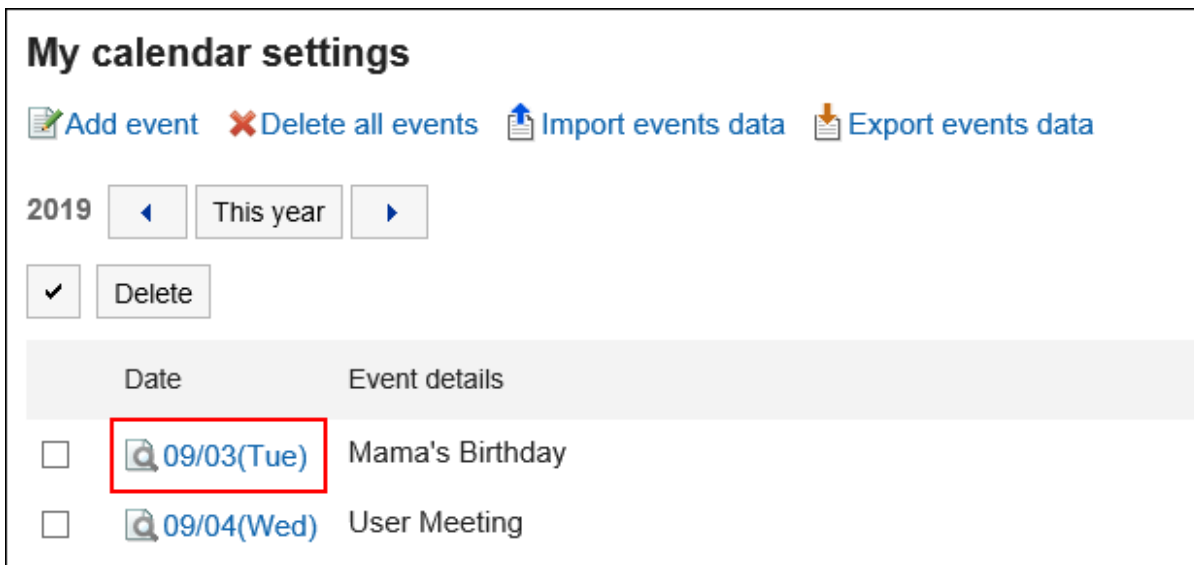 My calendar settings
Add event Delete all events Import events data Export events data
2019 This year
Delete
Date Event details
09/03(Tue) Mama's Birthday
09/04(Wed) User Meeting